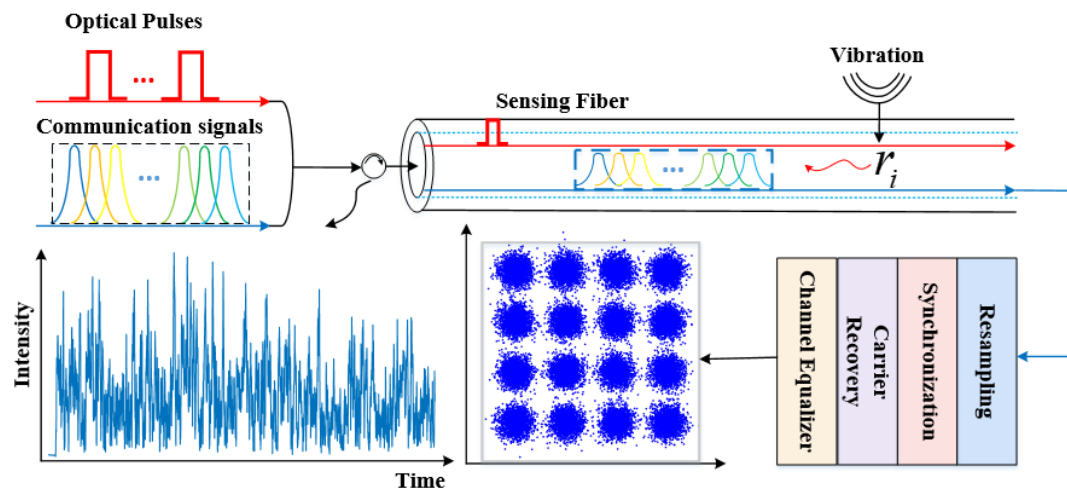 Optical Pulses
...
Communication signals
...
Sensing Fiber
Vibration
...
r_i
Intensity
Time
Channel Equalizer
Carrier
Recovery
Synchronization
Resampling